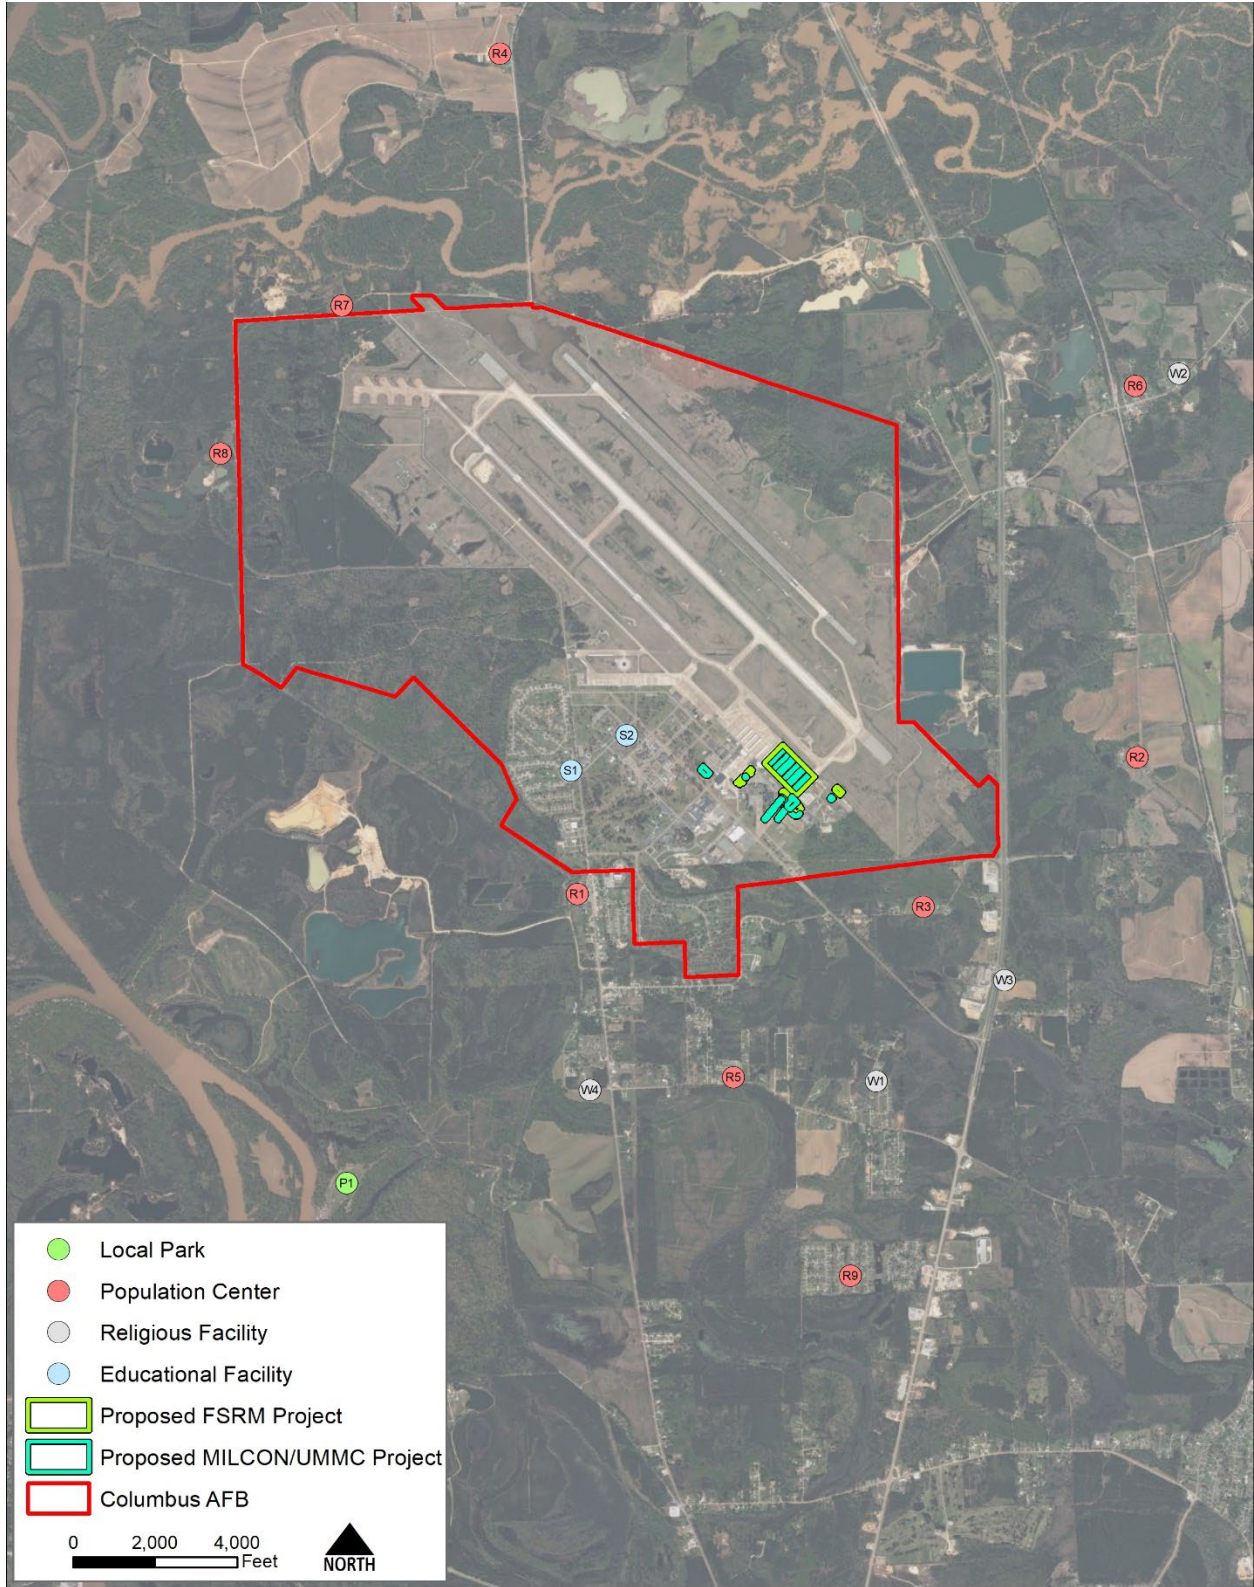 R4
R7
R6
W2
R8
S2
S1
R2
R1
R3
W3
R5
W1
W4
P1
R9
Local Park
Population Center
Religious Facility
Educational Facility
Proposed FSRM Project
Proposed MILCON/UMMC Project
Columbus AFB
0 2,000 4,000
Feet
NORTH